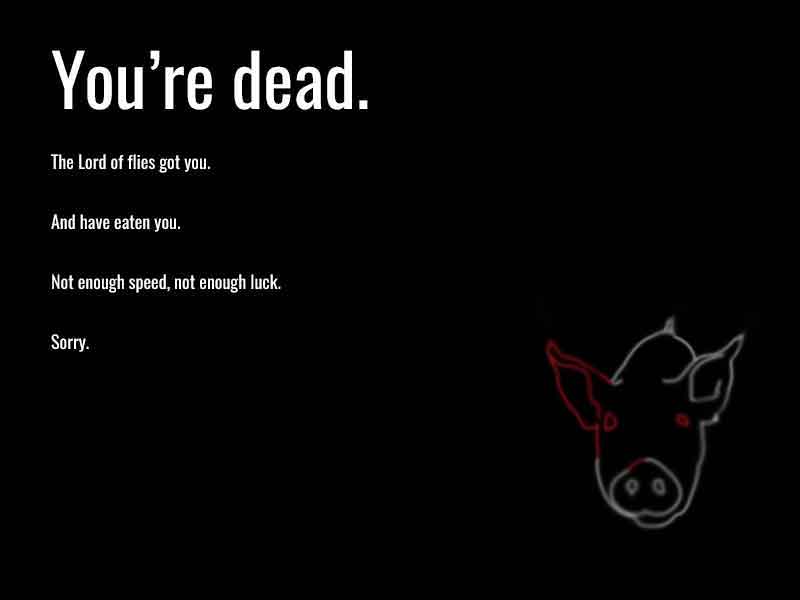 You’re dead.
The Lord of flies got you.
And have eaten you.
Not enough speed, not enough luck.
Sorry.